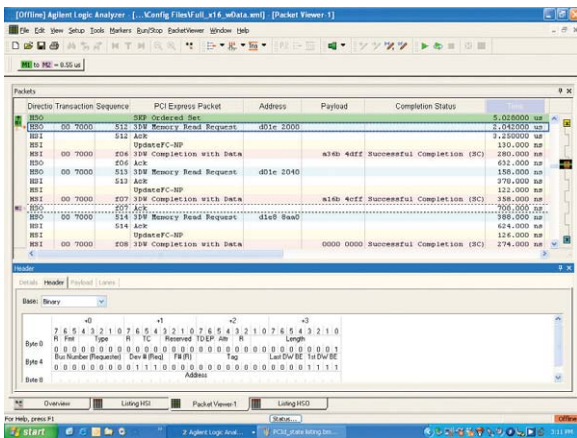 [Offline] Agilent Logic Analyzer - [...\Config Files\Full_x16_wData.xml] - [Packet Viewer-1]
File Edit View Setup Tools Markers Run/Stop PacketViewer Window Help
M1 to M2 = 8.55 us
Packets
Directio Transaction Sequence PCI Express Packet Address Payload Completion Status Time
HSO SKP Ordered Set 5.028000 us
HSO 00 7000 512 3DW Memory Read Request d01e 2000 2.042000 us
HSI 512 Ack 3.250000 us
HSI UpdateFC-NP 130.000 ns
HSI 00 7000 f06 3DW Completion with Data a36b 4dff Successful Completion (SC) 280.000 ns
HSO f06 Ack 632.000 ns
HSO 00 7000 513 3DW Memory Read Request d01e 2040 158.000 ns
HSI 513 Ack 378.000 ns
HSI UpdateFC-NP 122.000 ns
HSI 00 7000 f07 3DW Completion with Data a16b 4cff Successful Completion (SC) 358.000 ns
HSO f07 Ack 700.000 ns
HSO 00 7000 514 3DW Memory Read Request d1e8 8aa0 388.000 ns
HSI 514 Ack 624.000 ns
HSI UpdateFC-NP 126.000 ns
HSI 00 7000 f08 3DW Completion with Data 0000 0000 Successful Completion (SC) 274.000 ns
Header
Details Header Payload Lanes
Base: Binary
+0 +1 +2 +3
7 6 5 4 3 2 1 0 7 6 5 4 3 2 1 0 7 6 5 4 3 2 1 0 7 6 5 4 3 2 1 0
R Fmt Type R TC Reserved TD EP Attr R Length
Byte 0 0 0 0 0 0 0 0 0 0 0 0 0 0 0 0 0 0 0 0 0 0 0 0 0 0 0 0 0 0 0 0 1
Bus Number (Requester) Dev # (Req) F# (R) Tag Last DW BE 1st DW BE
Byte 4 0 0 0 0 0 0 0 0 0 1 1 1 0 0 0 0 0 0 0 0 0 0 0 0 0 0 0 0 1 1 1 1
Address
Byte 8
Overview Listing HSI Packet Viewer-1 Listing HSO
For Help, press F1 Status... Offline
start 2 Agilent Logic Anal... 3:11 PM